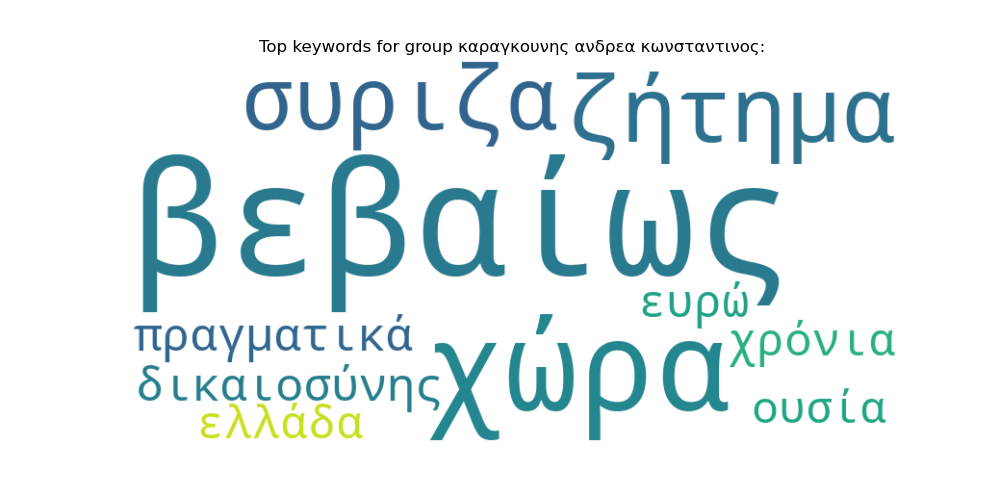 Top keywords for group καραγκουνης ανδρεα κωνσταντινος:
συριζα ζήτημα
βεβαίως
ευρώ
πραγματικά χώρα χρόνια
δικαιοσύνης
ελλάδα ουσία